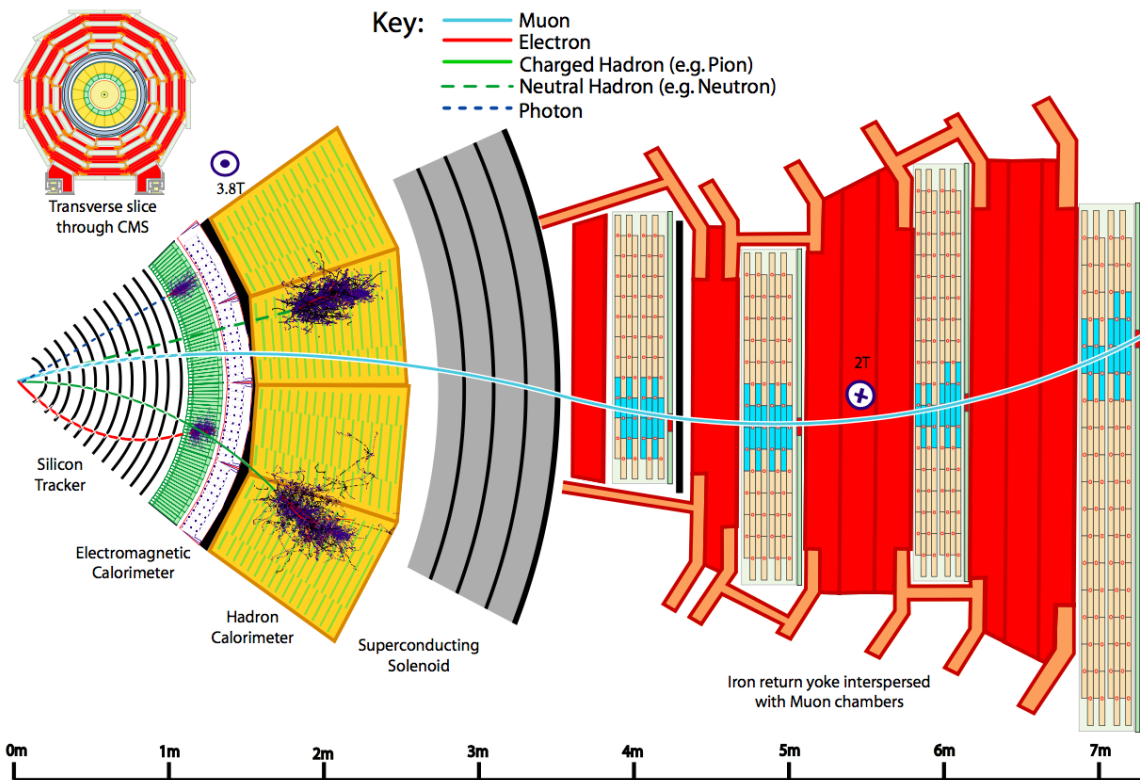 Key:
Muon
Electron
Charged Hadron (e.g. Pion)
Neutral Hadron (e.g. Neutron)
Photon
Transverse slice
through CMS
3.8T
2T
Silicon
Tracker
Electromagnetic
Calorimeter
Hadron
Calorimeter
Superconducting
Solenoid
Iron return yoke interspersed
with Muon chambers
0m 1m 2m 3m 4m 5m 6m 7m